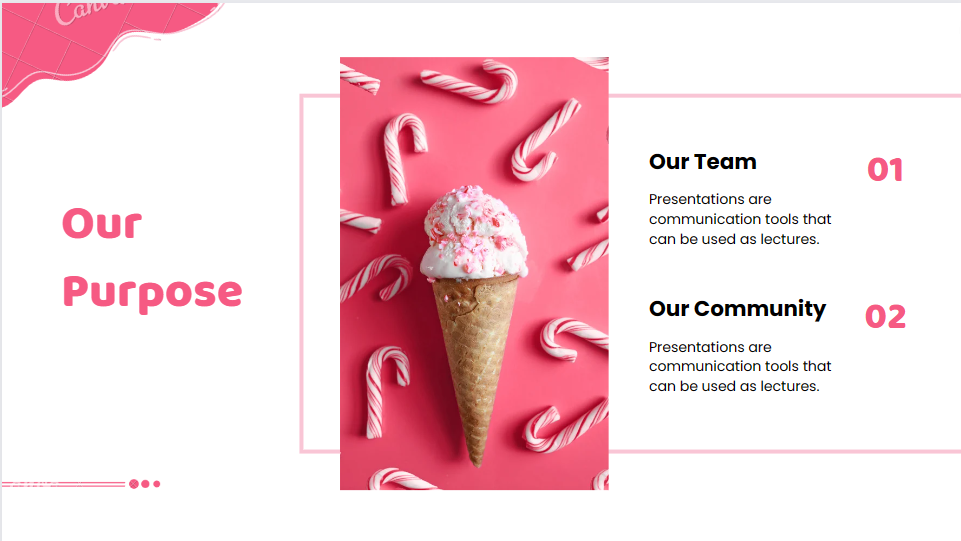 Our
Purpose
Our Team
01
Presentations are
communication tools that
can be used as lectures.
Our Community
02
Presentations are
communication tools that
can be used as lectures.